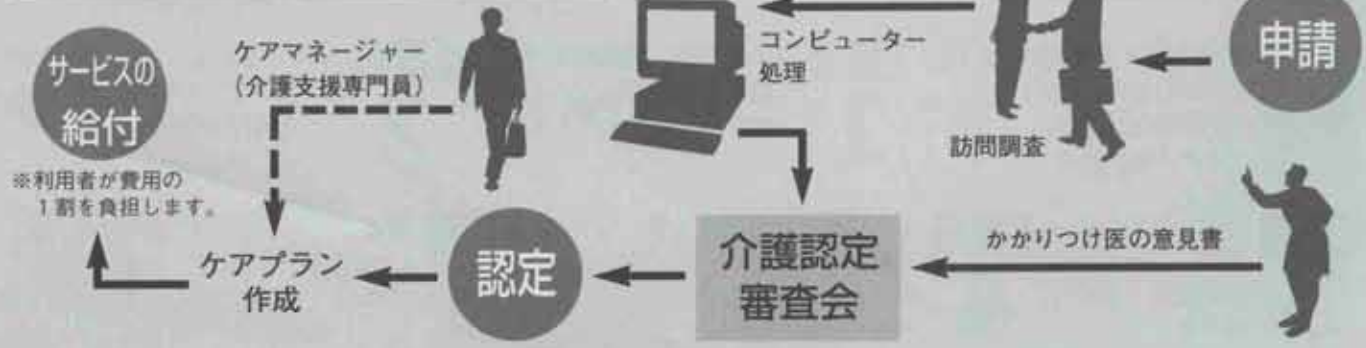 申請
訪問調査
コンピューター
処理
かかりつけ医の意見書
介護認定
審査会
認定
ケアマネージャー
(介護支援専門員)
ケアプラン
作成
サービスの
給付
※利用者が費用の
1割を負担します。